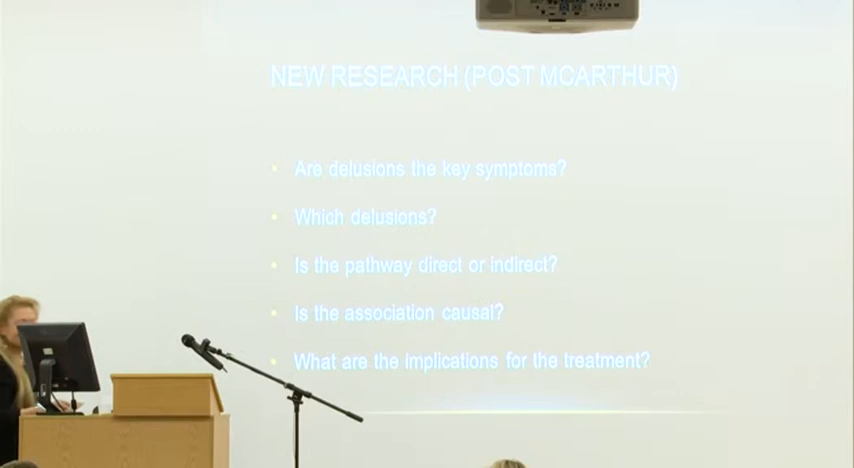 NEW RESEARCH (POST MCARTHUR)
Are delusions the key symptoms?
Which delusions?
Is the pathway direct or indirect?
Is the association causal?
What are the implications for the treatment?